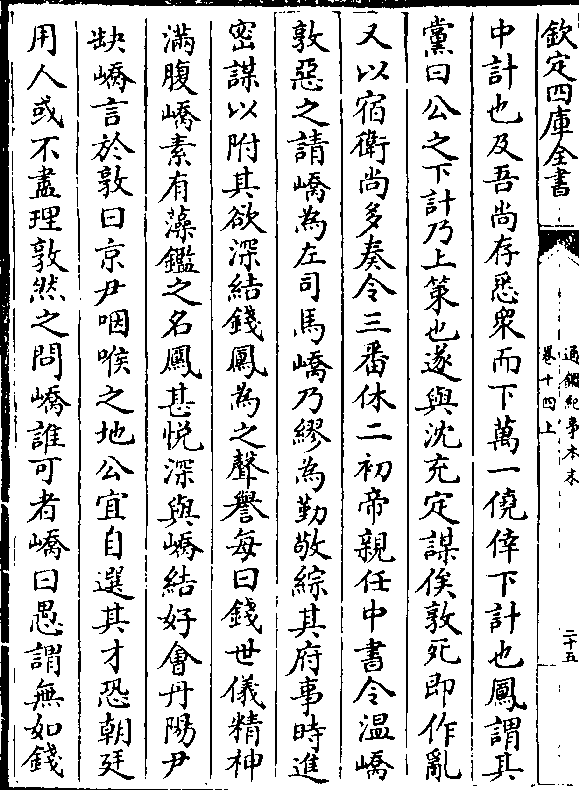 欽定四庫全書
通鑑紀事本末
卷十四上
二十五
中計也及吾尚存悉衆而下萬一僥倖下計也鳳謂其
黨曰公之下計乃上策也遂與沈充定謀俟敦死即作亂
又以宿衛尚多奏令三番休二初帝親任中書令温嶠
敦惡之請嶠為左司馬嶠乃繆為勤敬綜其府事時進
密謀以附其欲深結錢鳳為之聲譽每曰錢世儀精神
滿腹嶠素有藻鑑之名鳳甚悦深與嶠結好會丹陽尹
缺嶠言於敦曰京尹咽喉之地公宜自選其才恐朝廷
用人或不盡理敦然之問嶠誰可者嶠曰愚謂無如錢